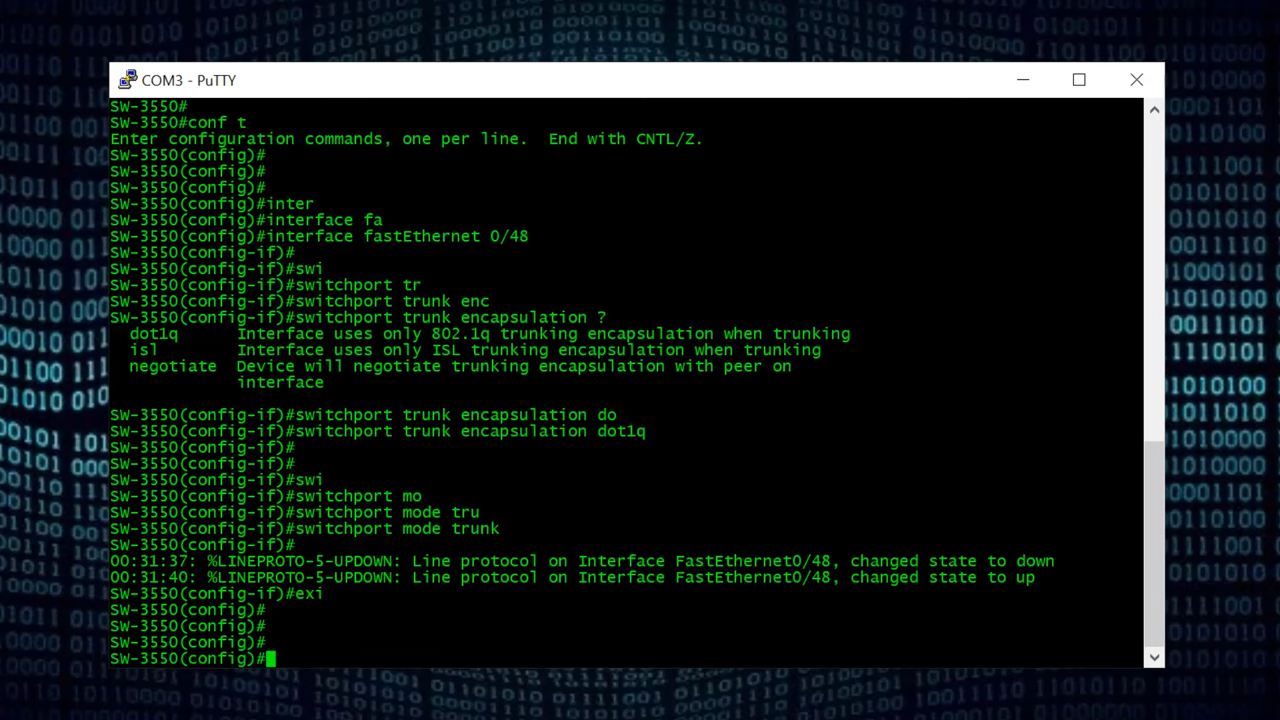 COM3 - PuTTY
SW-3550#
SW-3550#conf t
Enter configuration commands, one per line.  End with CNTL/Z.
SW-3550(config)#
SW-3550(config)#
SW-3550(config)#
SW-3550(config)#inter
SW-3550(config)#interface fa
SW-3550(config)#interface fastEthernet 0/48
SW-3550(config-if)#
SW-3550(config-if)#swi
SW-3550(config-if)#switchport tr
SW-3550(config-if)#switchport trunk enc
SW-3550(config-if)#switchport trunk encapsulation ?
  dot1q      Interface uses only 802.1q trunking encapsulation when trunking
  isl        Interface uses only ISL trunking encapsulation when trunking
  negotiate  Device will negotiate trunking encapsulation with peer on
             interface
SW-3550(config-if)#switchport trunk encapsulation do
SW-3550(config-if)#switchport trunk encapsulation dot1q
SW-3550(config-if)#
SW-3550(config-if)#
SW-3550(config-if)#swi
SW-3550(config-if)#switchport mo
SW-3550(config-if)#switchport mode tru
SW-3550(config-if)#switchport mode trunk
SW-3550(config-if)#
00:31:37: %LINEPROTO-5-UPDOWN: Line protocol on Interface FastEthernet0/48, changed state to down
00:31:40: %LINEPROTO-5-UPDOWN: Line protocol on Interface FastEthernet0/48, changed state to up
SW-3550(config-if)#exi
SW-3550(config)#
SW-3550(config)#
SW-3550(config)#
SW-3550(config)#